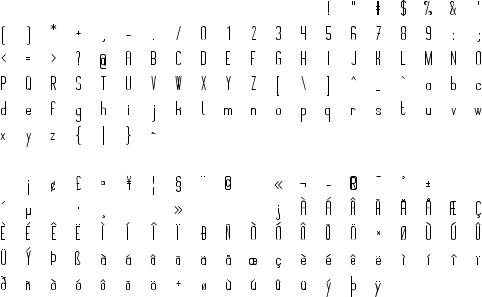 ! " # $ % & '
( ) * + , - . / 0 1 2 3 4 5 6 7 8 9 : ;
< = > ? @ A B C D E F G H I J K L M N O
P Q R S T U V W X Y Z [ \ ] ^ _ ` a b c
d e f g h i j k l m n o p q r s t u v w
x y z { | } ~
¡ ¢ £ ¤ ¥ ¦ § ¨ © « ¬ - ® ¯ ° ±
´ µ · ¸ » ¿ À Á Â Ã Ä Å Æ Ç
È É Ê Ë Ì Í Î Ï Ð Ñ Ò Ó Ô Õ Ö × Ø Ù Ú Û
Ü Ý Þ ß à á â ã ä å æ ç è é ê ë ì í î ï
ð ñ ò ó ô õ ö ÷ ø ù ú û ü ý þ ÿ